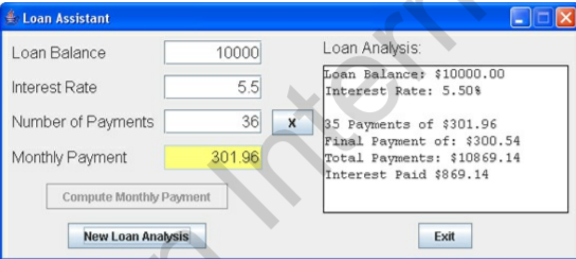 Loan Assistant
Loan Balance 10000
Interest Rate 5.5
Number of Payments 36 X
Monthly Payment 301.96
Compute Monthly Payment
New Loan Analysis
Loan Analysis:
Loan Balance: $10000.00
Interest Rate: 5.50%
35 Payments of $301.96
Final Payment of: $300.54
Total Payments: $10869.14
Interest Paid $869.14
Exit